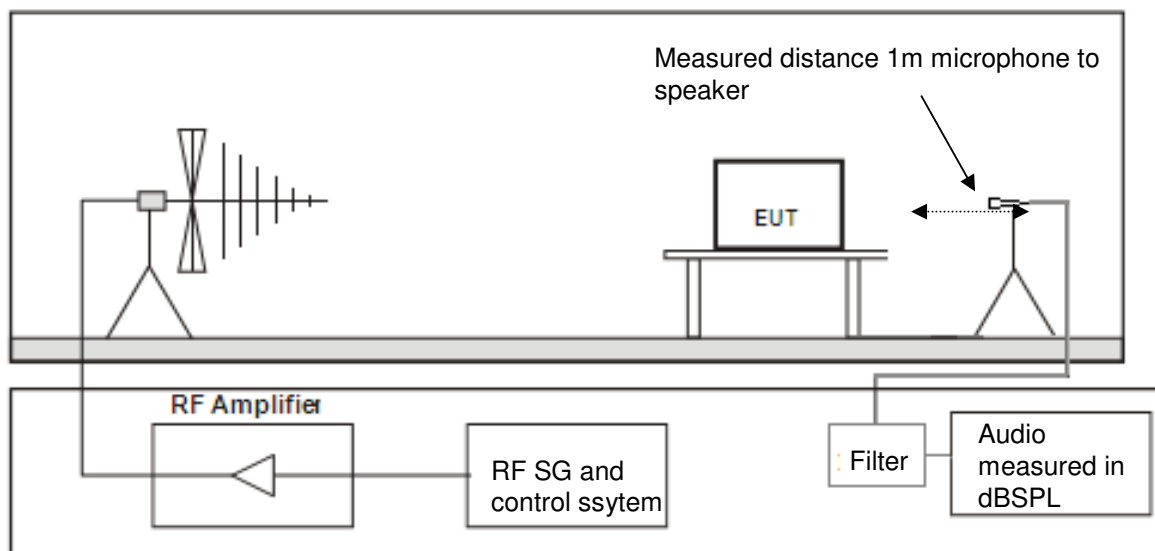 Measured distance 1m microphone to
speaker
EUT
RF Amplifier
RF SG and
control ssytem
: Filter
Audio
measured in
dBSPL